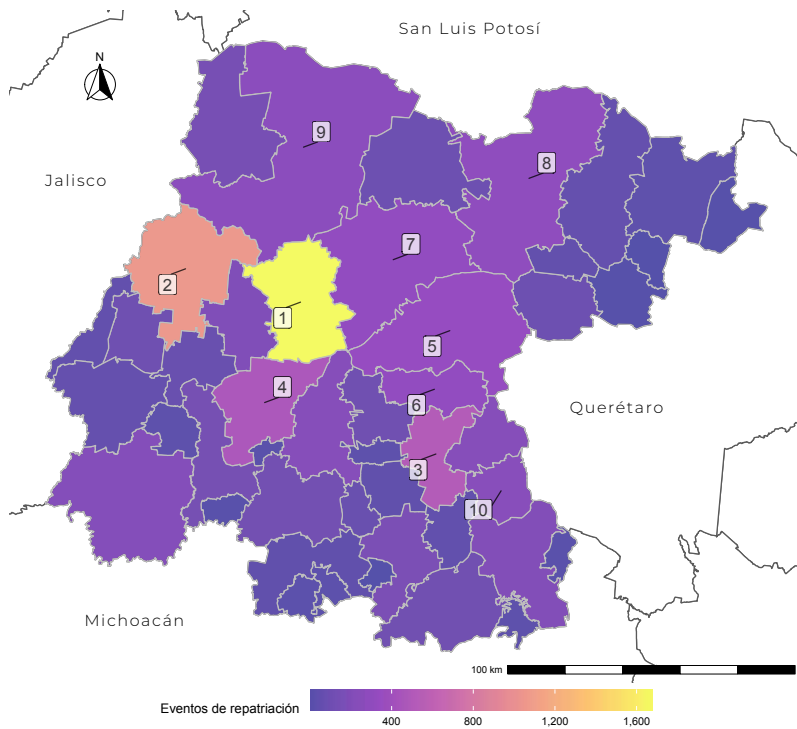 San Luis Potosí
N
9
8
Jalisco
7
2
1
5
4
6
Querétaro
3
10
Michoacán
100 km
Eventos de repatriación
400 800 1,200 1,600